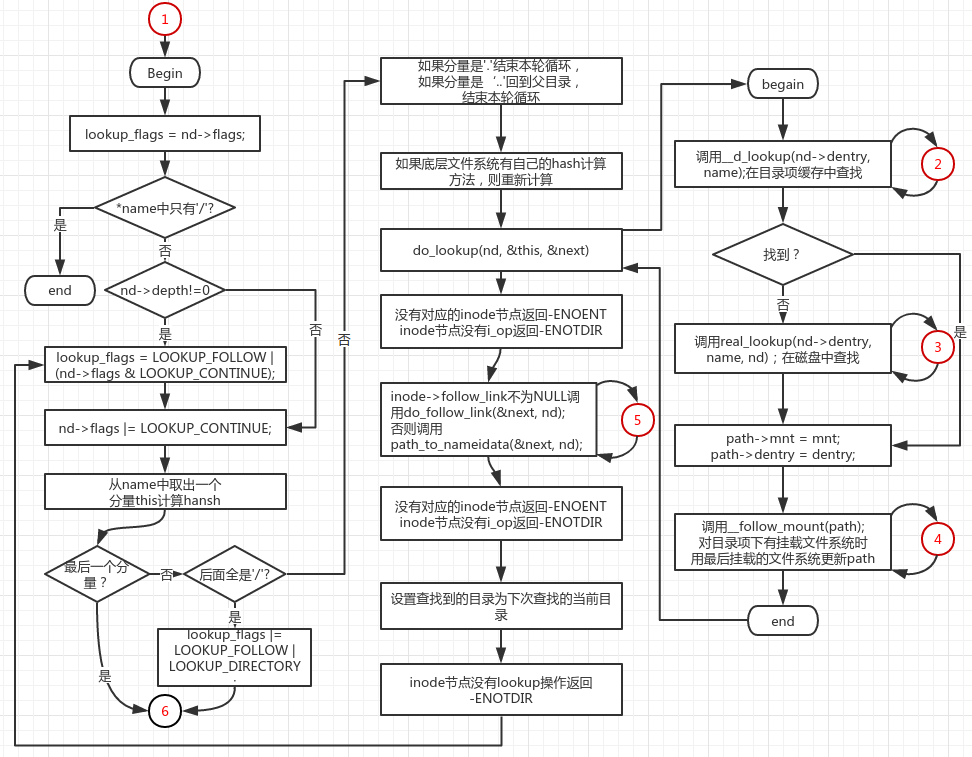 1
Begin
lookup_flags = nd->flags;
*name中只有'/'?
是
否
end
nd->depth!=0
否
是
lookup_flags = LOOKUP_FOLLOW |
(nd->flags & LOOKUP_CONTINUE);
nd->flags |= LOOKUP_CONTINUE;
从name中取出一个
分量this计算hansh
最后一个分
量？
否
后面全是'/'?
否
是
是
lookup_flags |=
LOOKUP_FOLLOW |
LOOKUP_DIRECTORY
;
6
如果分量是'.'结束本轮循环，
如果分量是 '..'回到父目录，
结束本轮循环
如果底层文件系统有自己的hash计算
方法，则重新计算
do_lookup(nd, &this, &next)
没有对应的inode节点返回-ENOENT
inode节点没有i_op返回-ENOTDIR
inode->follow_link不为NULL调
用do_follow_link(&next, nd);
否则调用
path_to_nameidata(&next, nd);
5
没有对应的inode节点返回-ENOENT
inode节点没有i_op返回-ENOTDIR
设置查找到的目录为下次查找的当前目
录
inode节点没有lookup操作返回
-ENOTDIR
begain
调用__d_lookup(nd->dentry,
name);在目录项缓存中查找
2
找到？
否
是
调用real_lookup(nd->dentry,
name, nd)；在磁盘中查找
3
path->mnt = mnt;
path->dentry = dentry;
调用__follow_mount(path);
对目录项下有挂载文件系统时
用最后挂载的文件系统更新path
4
end